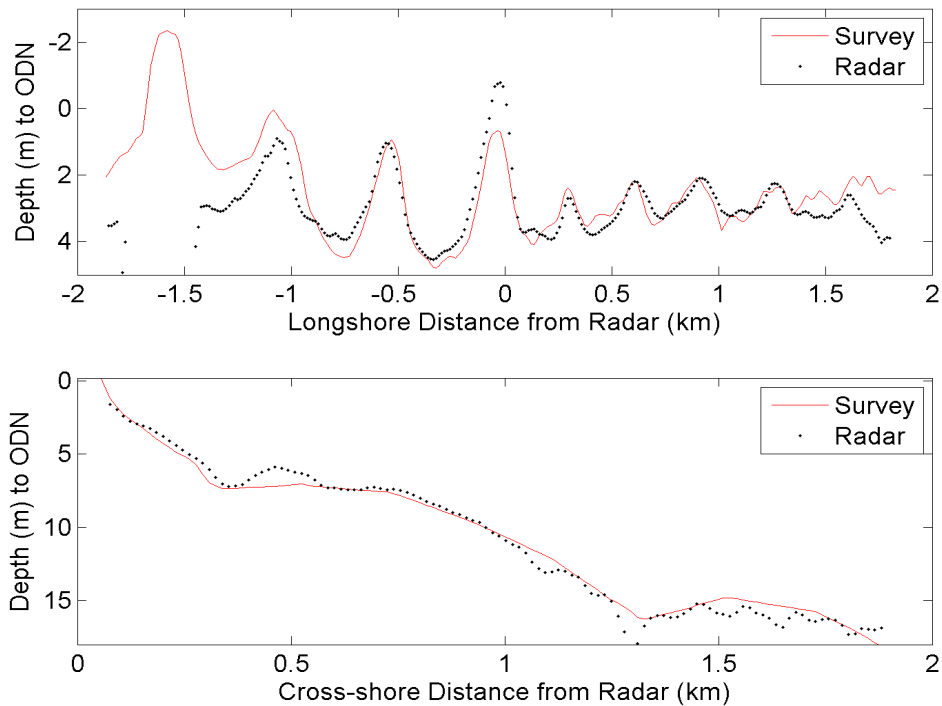 Depth (m) to ODN
-2
0
2
4
Survey
Radar
-2 -1.5 -1 -0.5 0 0.5 1 1.5 2
Longshore Distance from Radar (km)
Depth (m) to ODN
0
5
10
15
Survey
Radar
0 0.5 1 1.5 2
Cross-shore Distance from Radar (km)